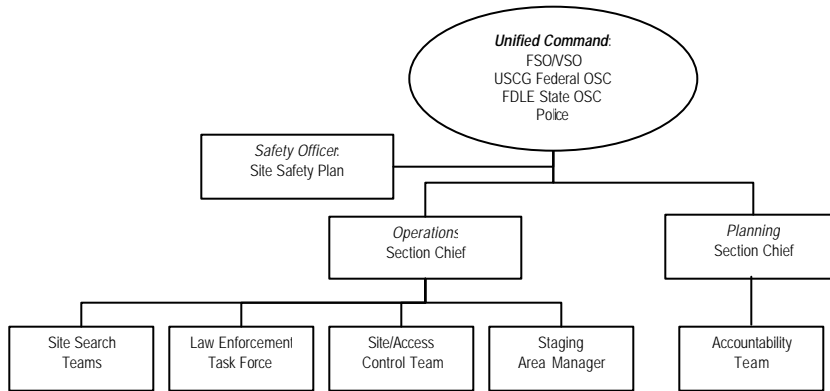 Unified Command:
FSO/VSO
USCG Federal OSC
FDLE State OSC
Police
Safety Officer:
Site Safety Plan
Operations
Section Chief
Planning
Section Chief
Site Search
Teams
Law Enforcement
Task Force
Site/Access
Control Team
Staging
Area Manager
Accountability
Team